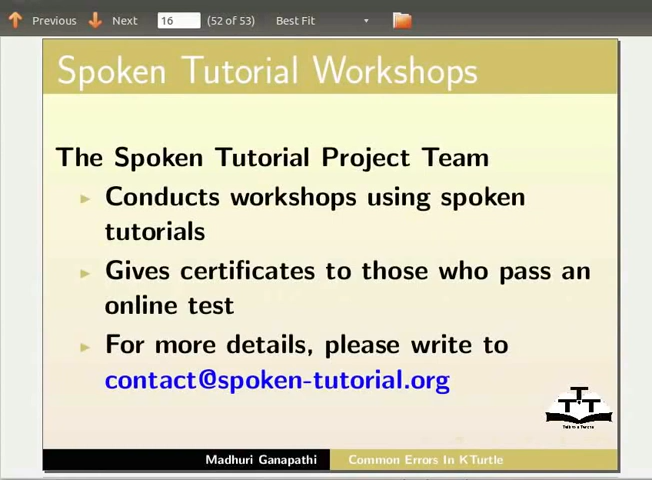 Previous Next 16 (52 of 53) Best Fit
Spoken Tutorial Workshops
The Spoken Tutorial Project Team
Conducts workshops using spoken
tutorials
Gives certificates to those who pass an
online test
For more details, please write to
contact@spoken-tutorial.org
Madhuri Ganapathi Common Errors In KTurtle